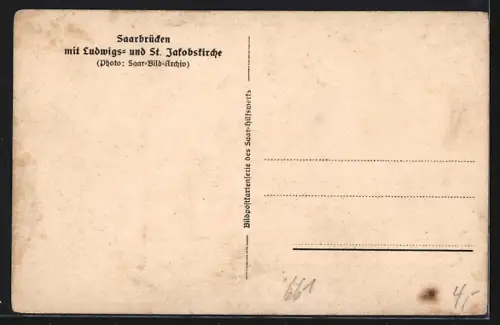 Saarbrücken
mit Ludwigs= und St. Jakobskirche
(Photo: Saar=Bild=Archiv)
Bildpostkartenserie des Saar=Hilfswerks
661
4,-